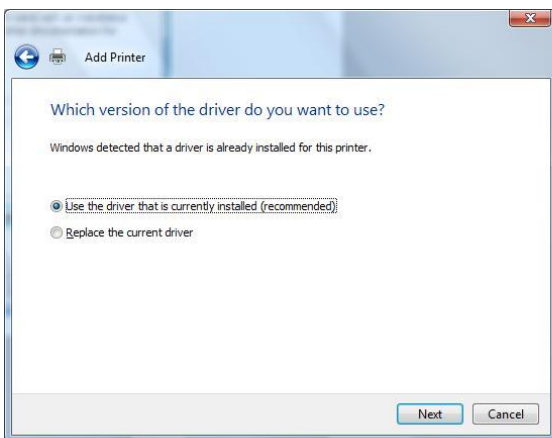 Add Printer
Which version of the driver do you want to use?
Windows detected that a driver is already installed for this printer.
Use the driver that is currently installed (recommended)
Replace the current driver
Next Cancel